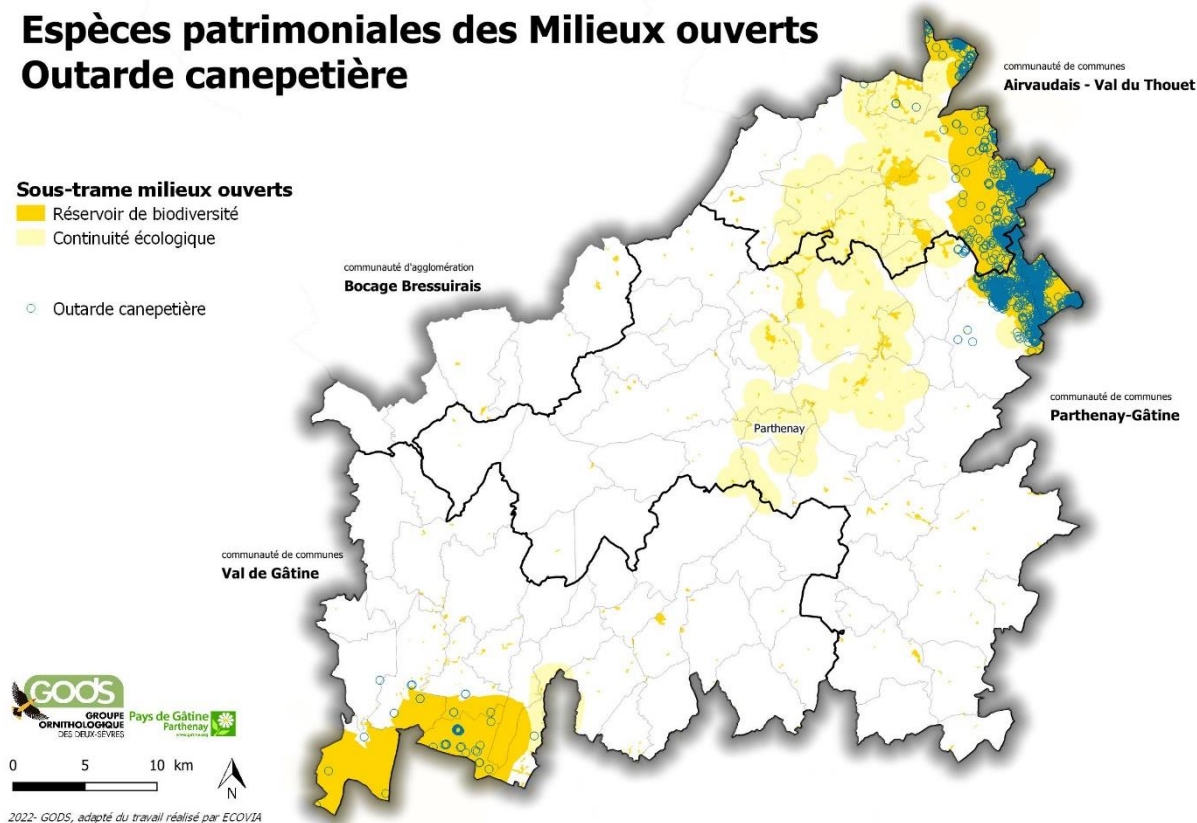 Espèces patrimoniales des Milieux ouverts
Outarde canepetière
communauté de communes
Airvaudais - Val du Thouet
Sous-trame milieux ouverts
Réservoir de biodiversité
Continuité écologique
communauté d'agglomération
Bocage Bressuirais
Outarde canepetière
communauté de communes
Parthenay-Gâtine
Parthenay
communauté de communes
Val de Gâtine
GODS
GROUPE
ORNITHOLOGIQUE
DES DEUX-SÈVRES
Pays de Gâtine
Parthenay
0 5 10 km
N
2022- GODS, adapté du travail réalisé par ECOVIA